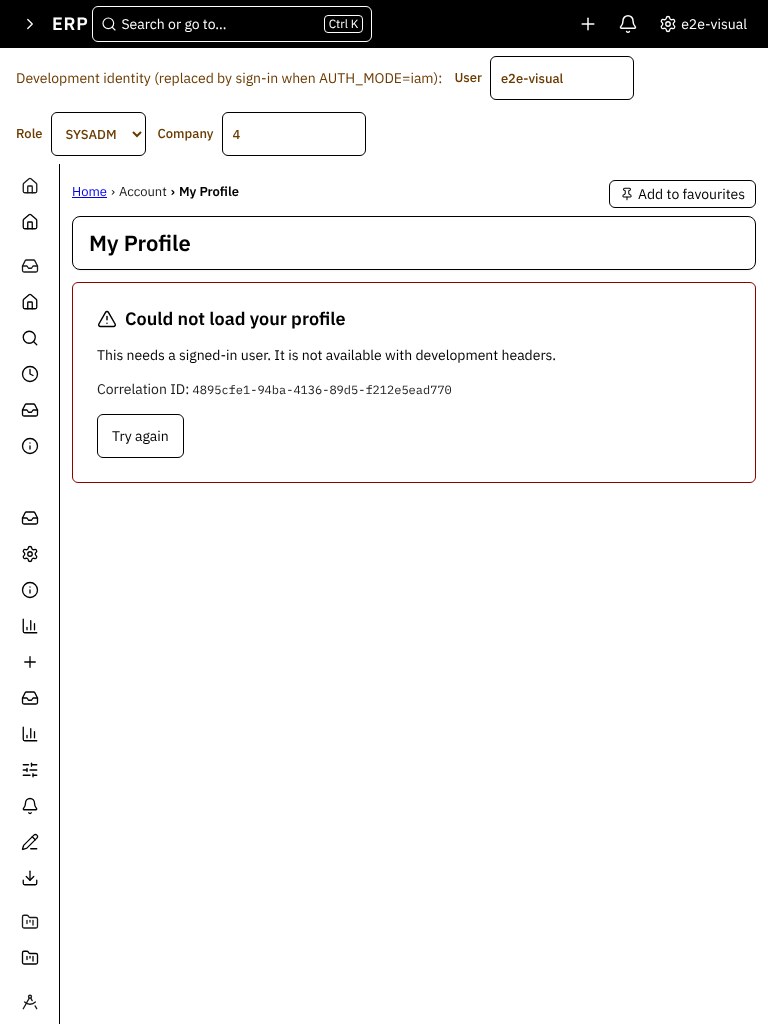 ERP Search or go to... Ctrl K e2e-visual
Development identity (replaced by sign-in when AUTH_MODE=iam): User e2e-visual
Role SYSADM Company 4
Home › Account › My Profile Add to favourites
My Profile
Could not load your profile
This needs a signed-in user. It is not available with development headers.
Correlation ID: 4895cfe1-94ba-4136-89d5-f212e5ead770
Try again